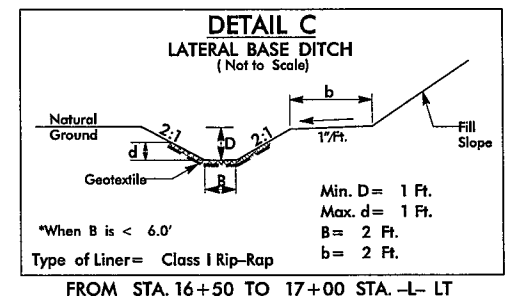 DETAIL C
LATERAL BASE DITCH
( Not to Scale)
b
Natural
Ground
2:1
D
2:1
1"/Ft.
Fill
Slope
d
Geotextile
B
Min. D= 1 Ft.
Max. d= 1 Ft.
*When B is < 6.0'
B= 2 Ft.
b= 2 Ft.
Type of Liner= Class I Rip-Rap
FROM STA. 16+50 TO 17+00 STA. -L- LT